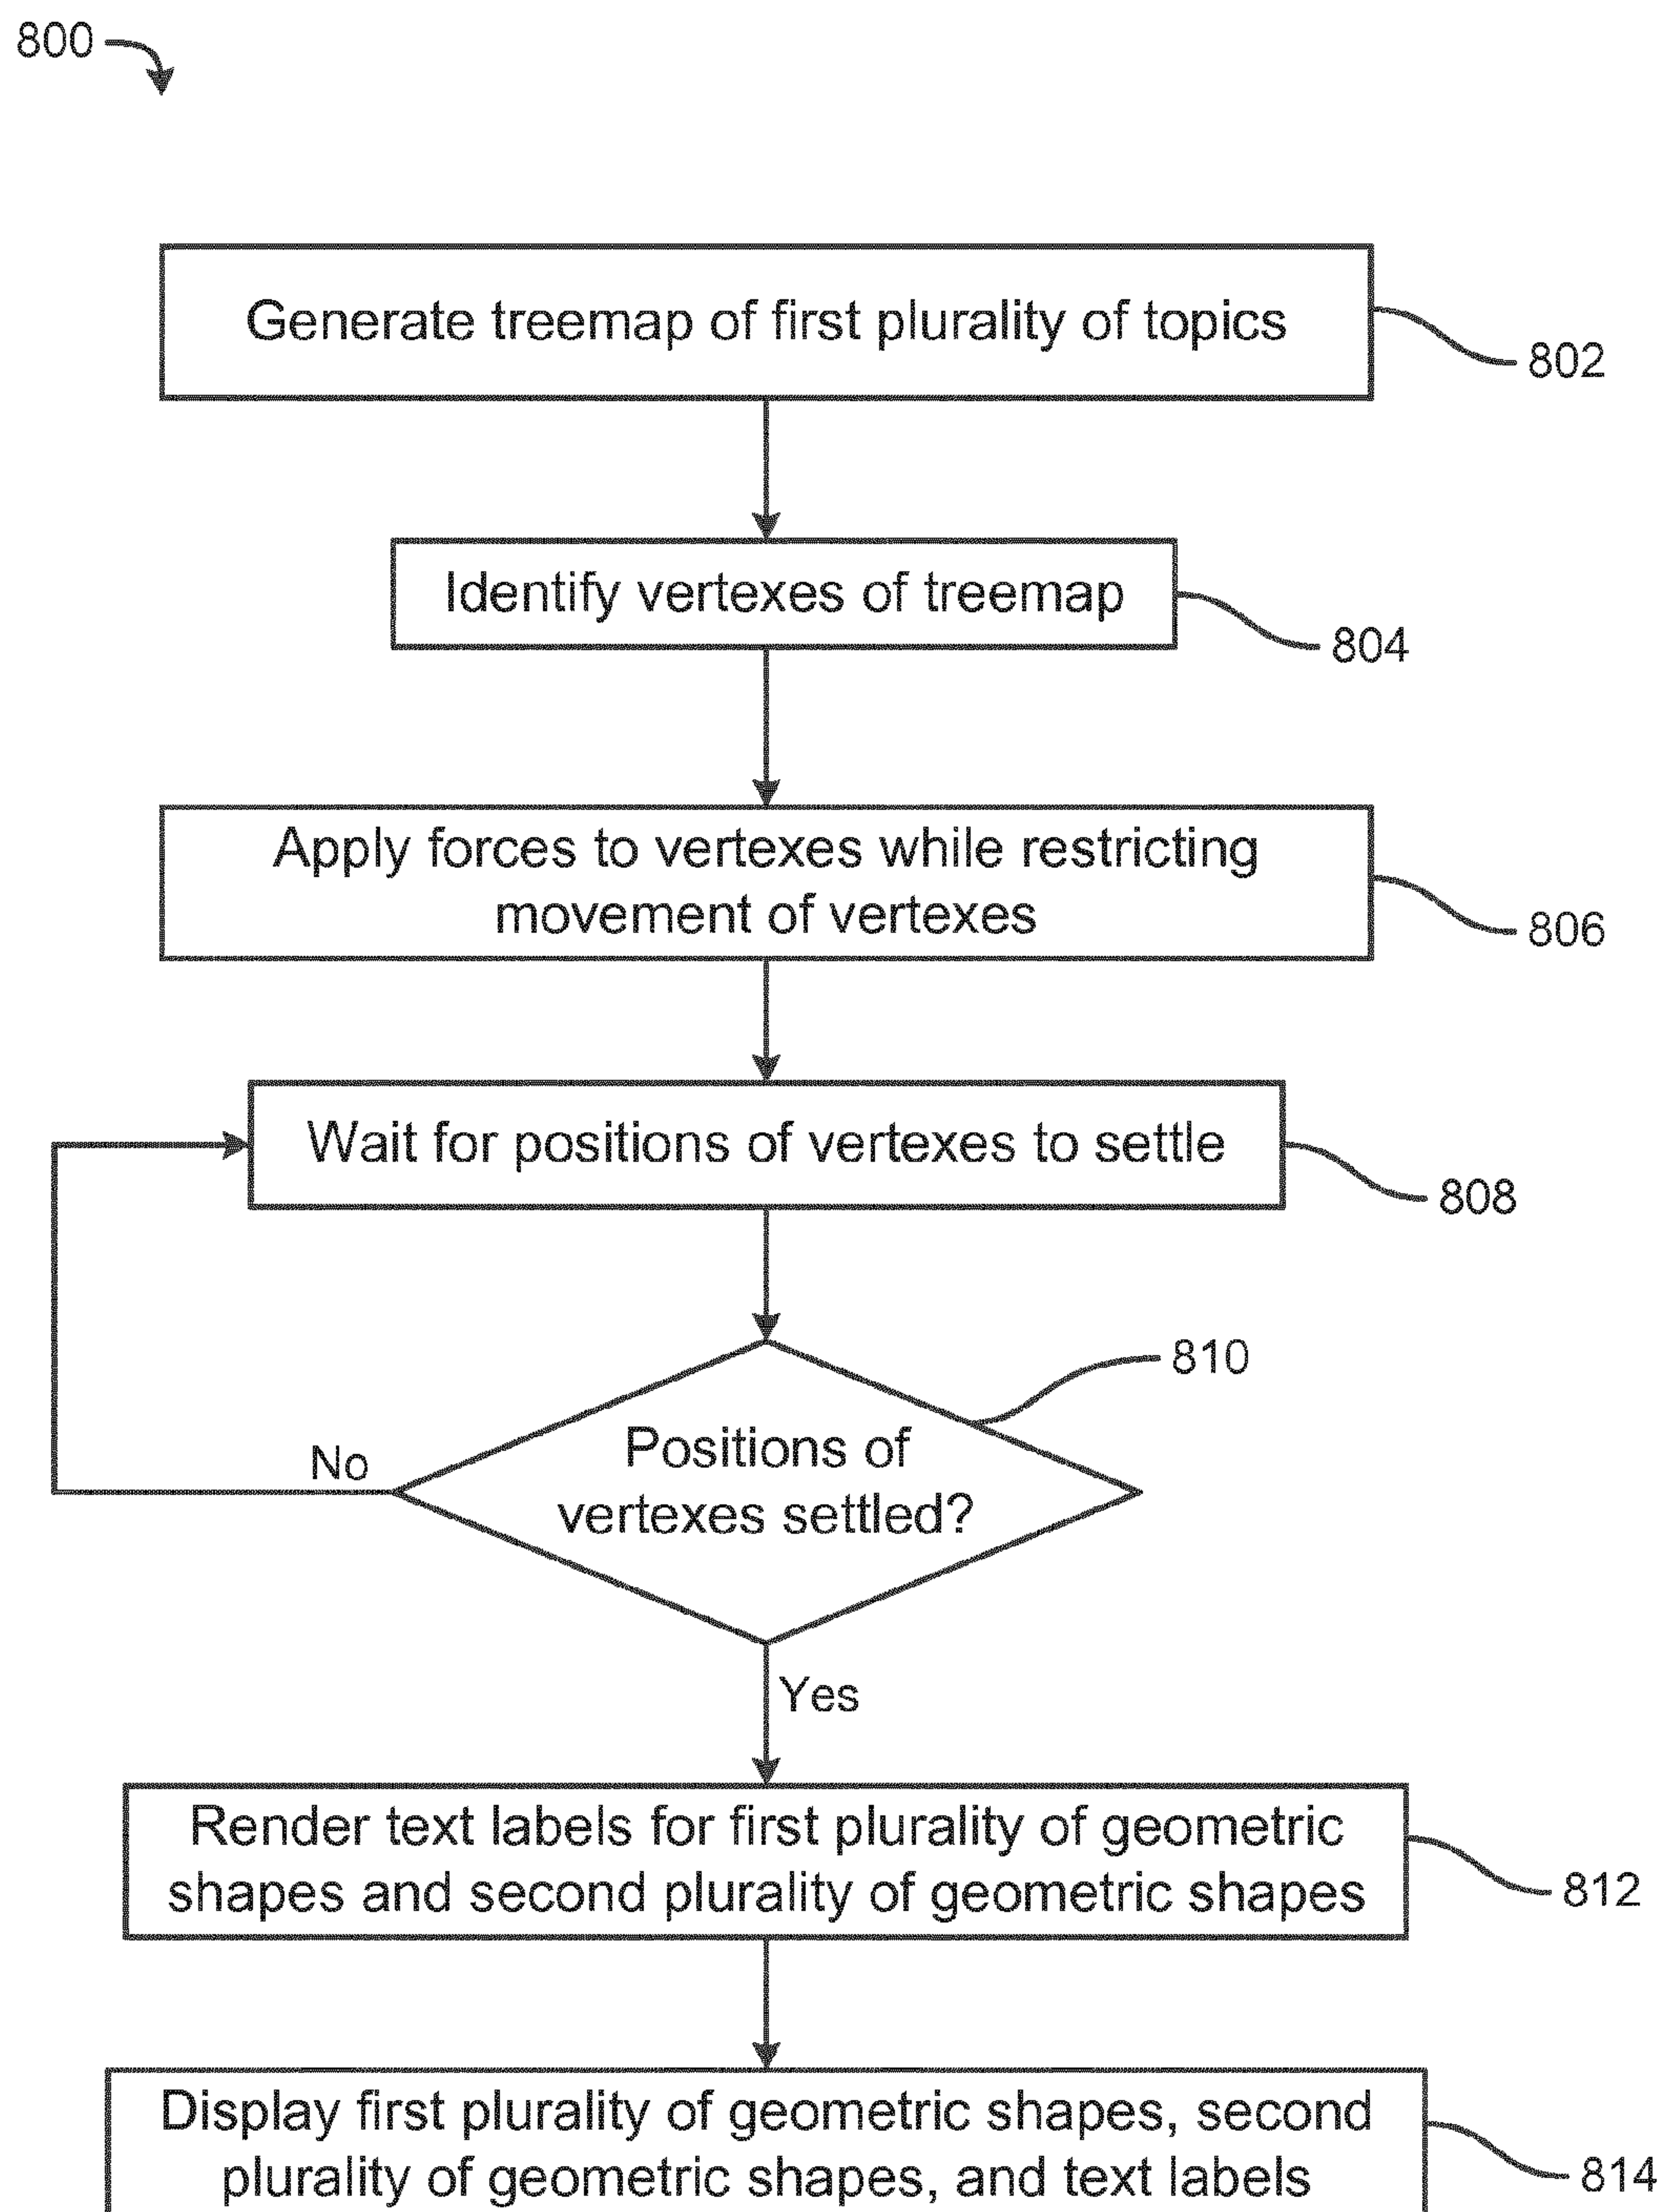 800
Generate treemap of first plurality of topics
802
Identify vertexes of treemap
804
Apply forces to vertexes while restricting
movement of vertexes
806
Wait for positions of vertexes to settle
808
810
Positions of
vertexes settled?
No
Yes
Render text labels for first plurality of geometric
shapes and second plurality of geometric shapes
812
Display first plurality of geometric shapes, second
plurality of geometric shapes, and text labels
814